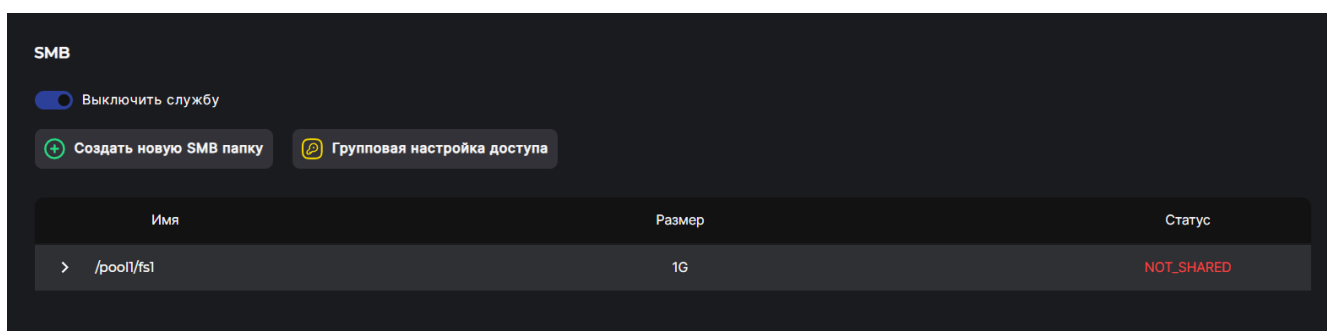 SMB
Выключить службу
Создать новую SMB папку Групповая настройка доступа
Имя Размер Статус
/pool1/fs1 1G NOT_SHARED